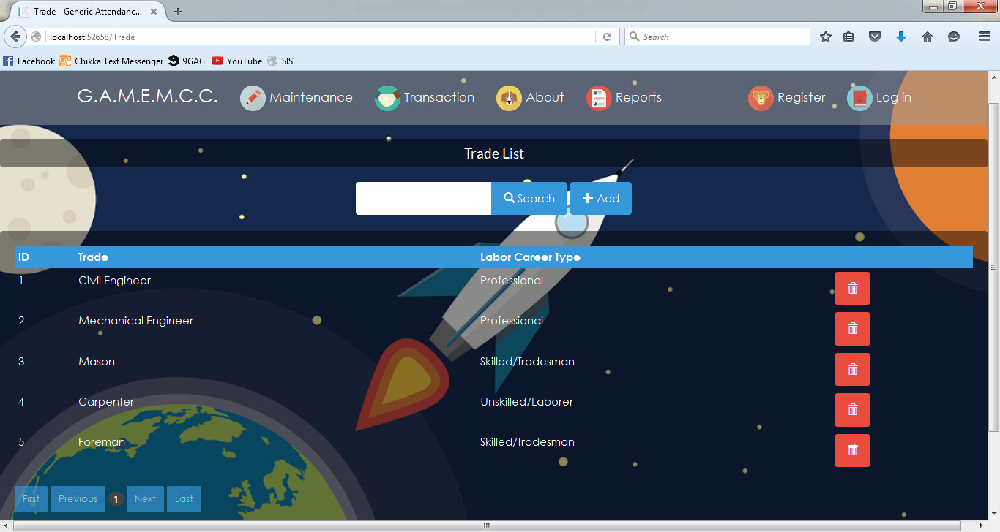 Trade - Generic Attendanc...
localhost:52658/Trade
Search
Facebook Chikka Text Messenger 9GAG YouTube SIS
G.A.M.E.M.C.C. Maintenance Transaction About Reports Register Log in
Trade List
Search Add
ID Trade Labor Career Type
1 Civil Engineer Professional
2 Mechanical Engineer Professional
3 Mason Skilled/Tradesman
4 Carpenter Unskilled/Laborer
5 Foreman Skilled/Tradesman
First Previous 1 Next Last